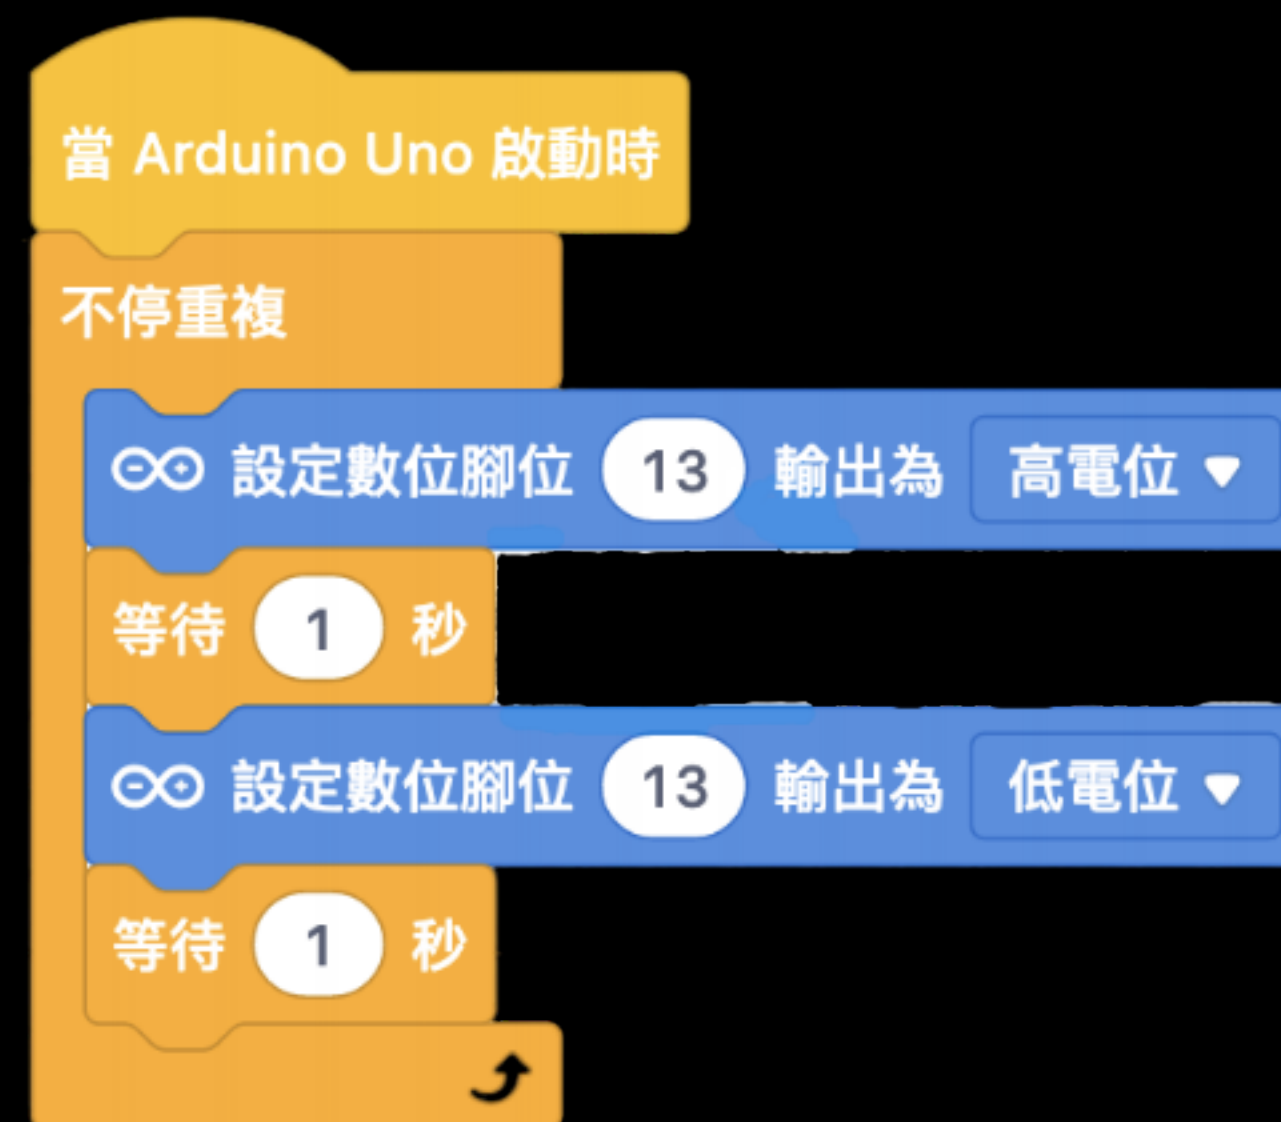 當 Arduino Uno 啟動時
不停重複
設定數位腳位 13 輸出為 高電位
等待 1 秒
設定數位腳位 13 輸出為 低電位
等待 1 秒